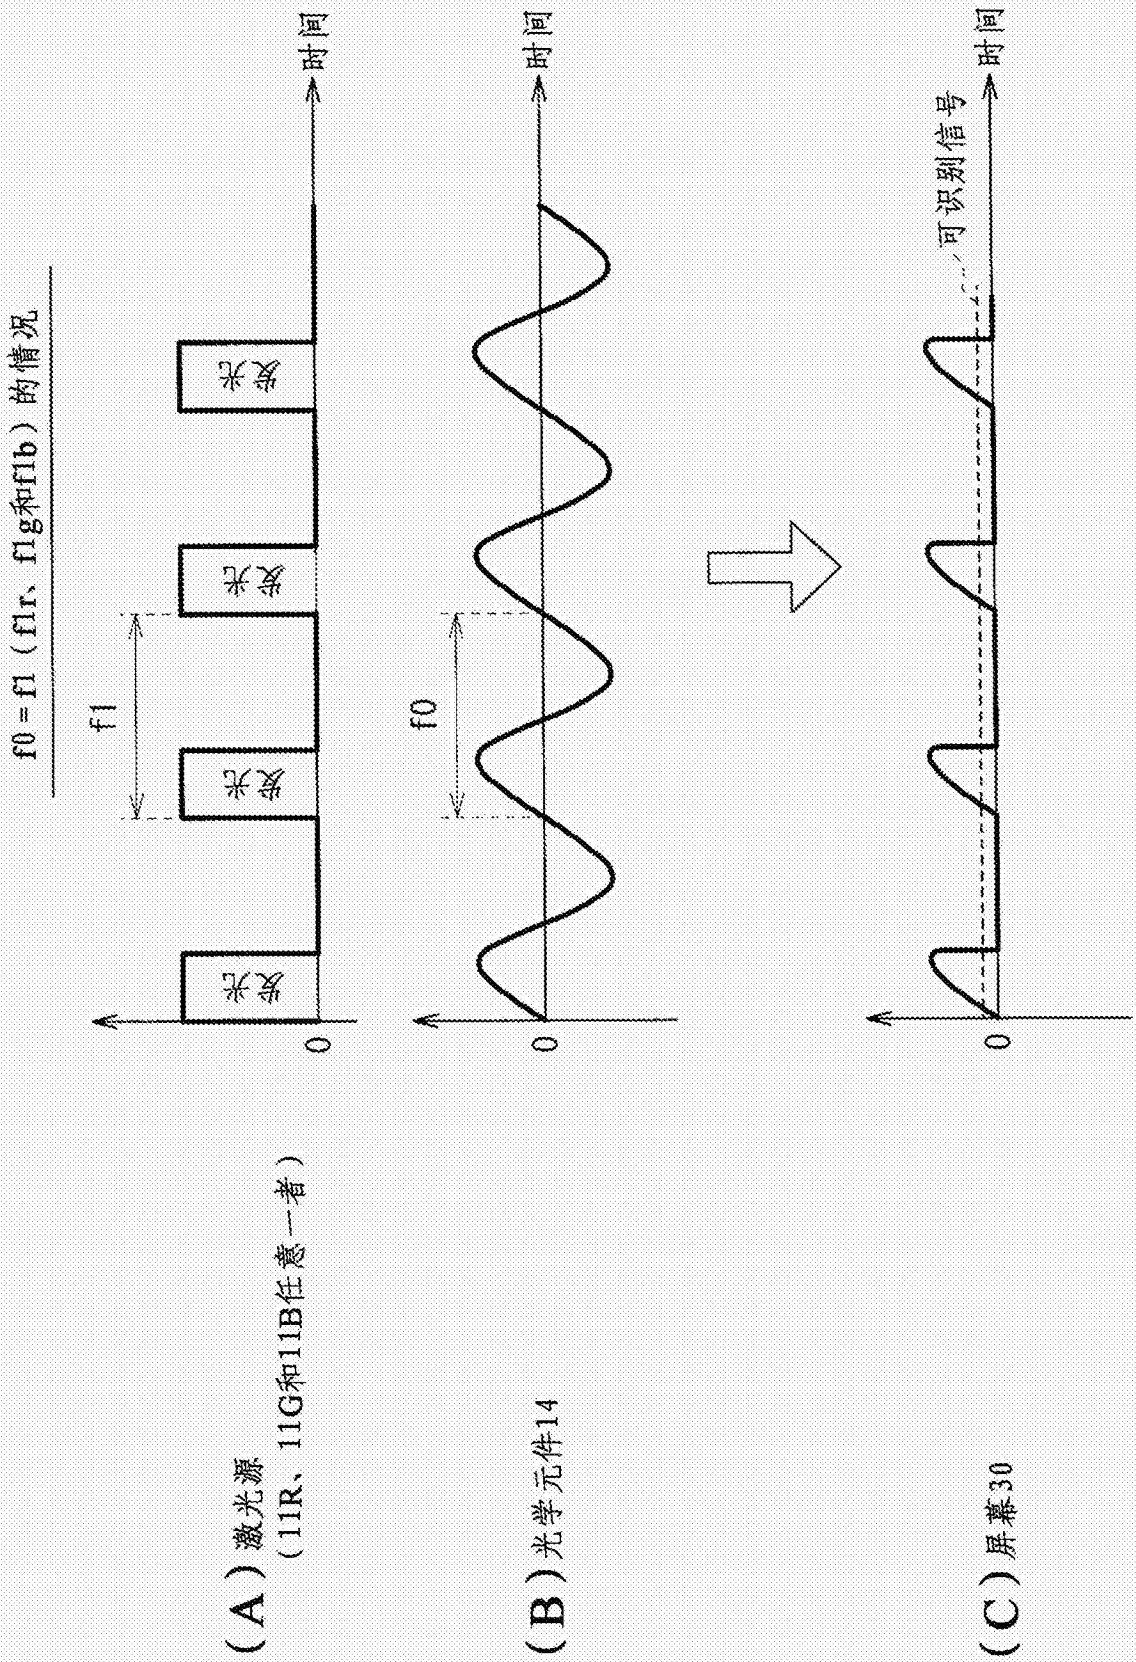 f0＝f1（f1r、f1g和f1b）的情况
（A）激光源
（11R、11G和11B任意一者）
f1
发光
发光
发光
发光
0
时间
（B）光学元件14
f0
0
时间
（C）屏幕30
可识别信号
0
时间